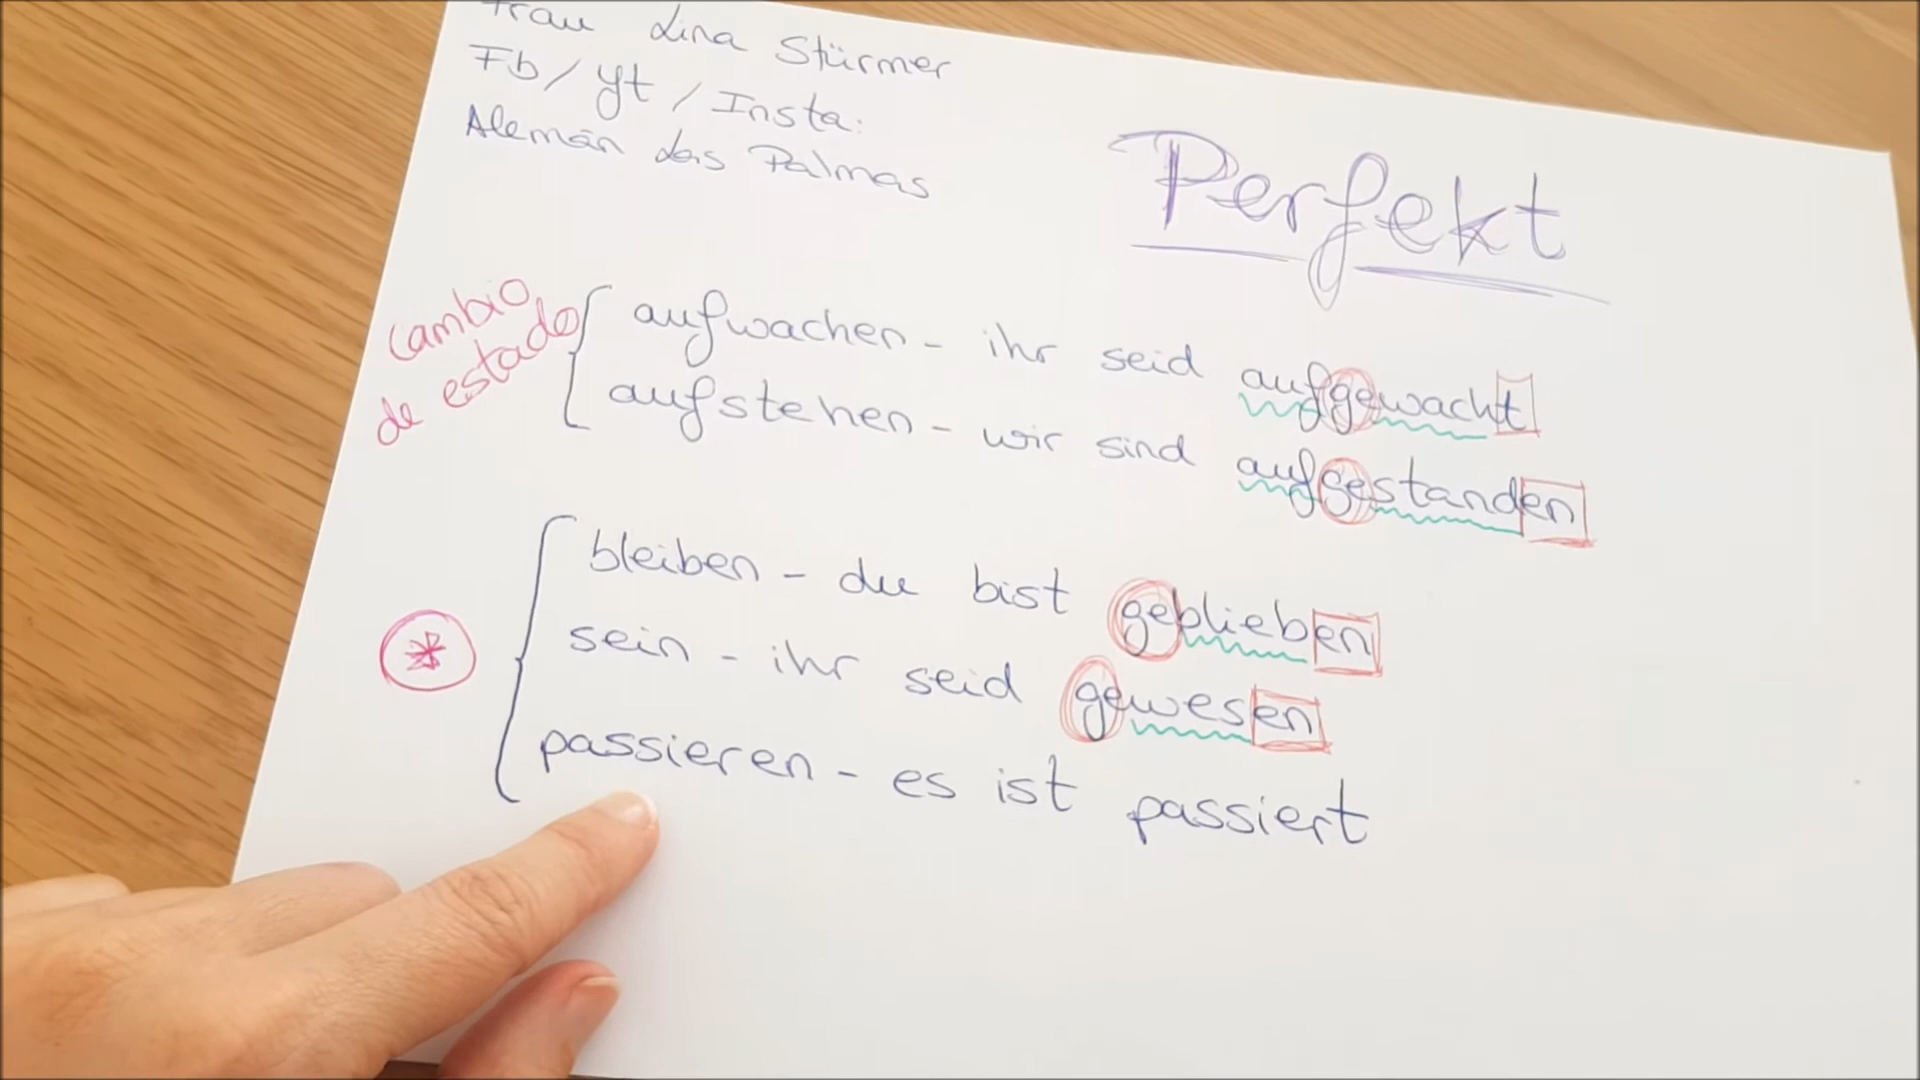 Frau Lina Stürmer
Fb / yt / Insta:
Alemán Las Palmas
Perfekt
cambio
de estado
aufwachen - ihr seid aufgewacht
aufstehen - wir sind aufgestanden
bleiben - du bist geblieben
*
sein - ihr seid gewesen
passieren - es ist passiert